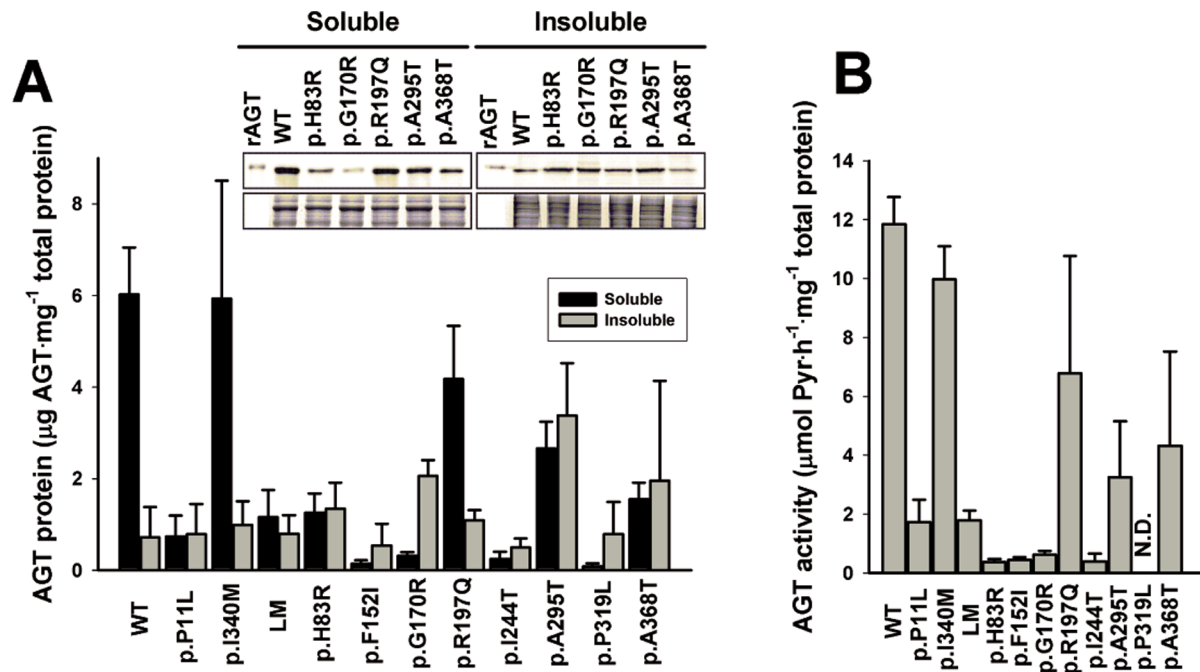 Soluble
Insoluble
A
rAGT
WT
p.H83R
p.G170R
p.R197Q
p.A295T
p.A368T
rAGT
WT
p.H83R
p.G170R
p.R197Q
p.A295T
p.A368T
AGT protein (µg AGT·mg⁻¹ total protein)
8
6
4
2
0
Soluble
Insoluble
WT
p.P11L
p.I340M
LM
p.H83R
p.F152I
p.G170R
p.R197Q
p.I244T
p.A295T
p.P319L
p.A368T
B
AGT activity (µmol Pyr·h⁻¹·mg⁻¹ total protein)
14
12
10
8
6
4
2
0
N.D.
WT
p.P11L
p.I340M
LM
p.H83R
p.F152I
p.G170R
p.R197Q
p.I244T
p.A295T
p.P319L
p.A368T